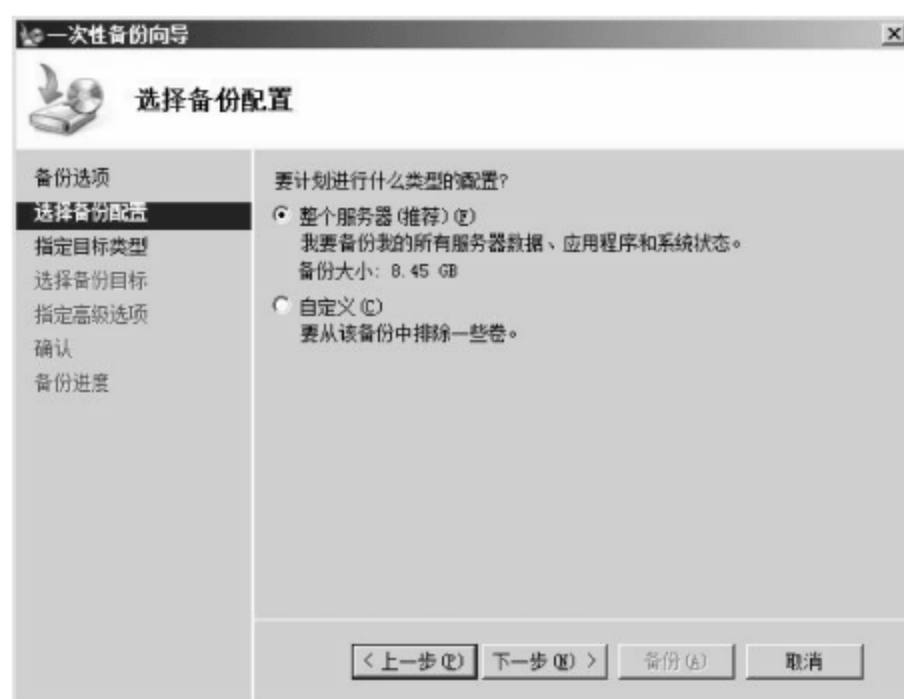 一次性备份向导
选择备份配置
备份选项
选择备份配置
指定目标类型
选择备份目标
指定高级选项
确认
备份进度
要计划进行什么类型的配置?
整个服务器(推荐)(F)
我要备份我的所有服务器数据、应用程序和系统状态。
备份大小: 8.45 GB
自定义(C)
要从该备份中排除一些卷。
< 上一步(P) 下一步(N) > 备份(A) 取消